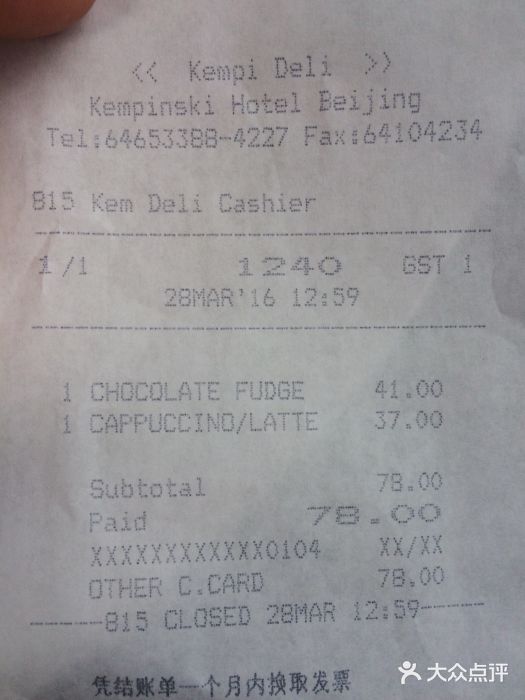 << Kempi Deli >>
Kempinski Hotel Beijing
Tel:64653388-4227 Fax:64104234
815 Kem Deli Cashier
1/1 1240 GST 1
28MAR'16 12:59
1 CHOCOLATE FUDGE 41.00
1 CAPPUCCINO/LATTE 37.00
Subtotal 78.00
Paid 78.00
XXXXXXXXXXXX0104 XX/XX
OTHER C.CARD 78.00
-----815 CLOSED 28MAR 12:59-----
凭结账单一个月内换取发票
大众点评